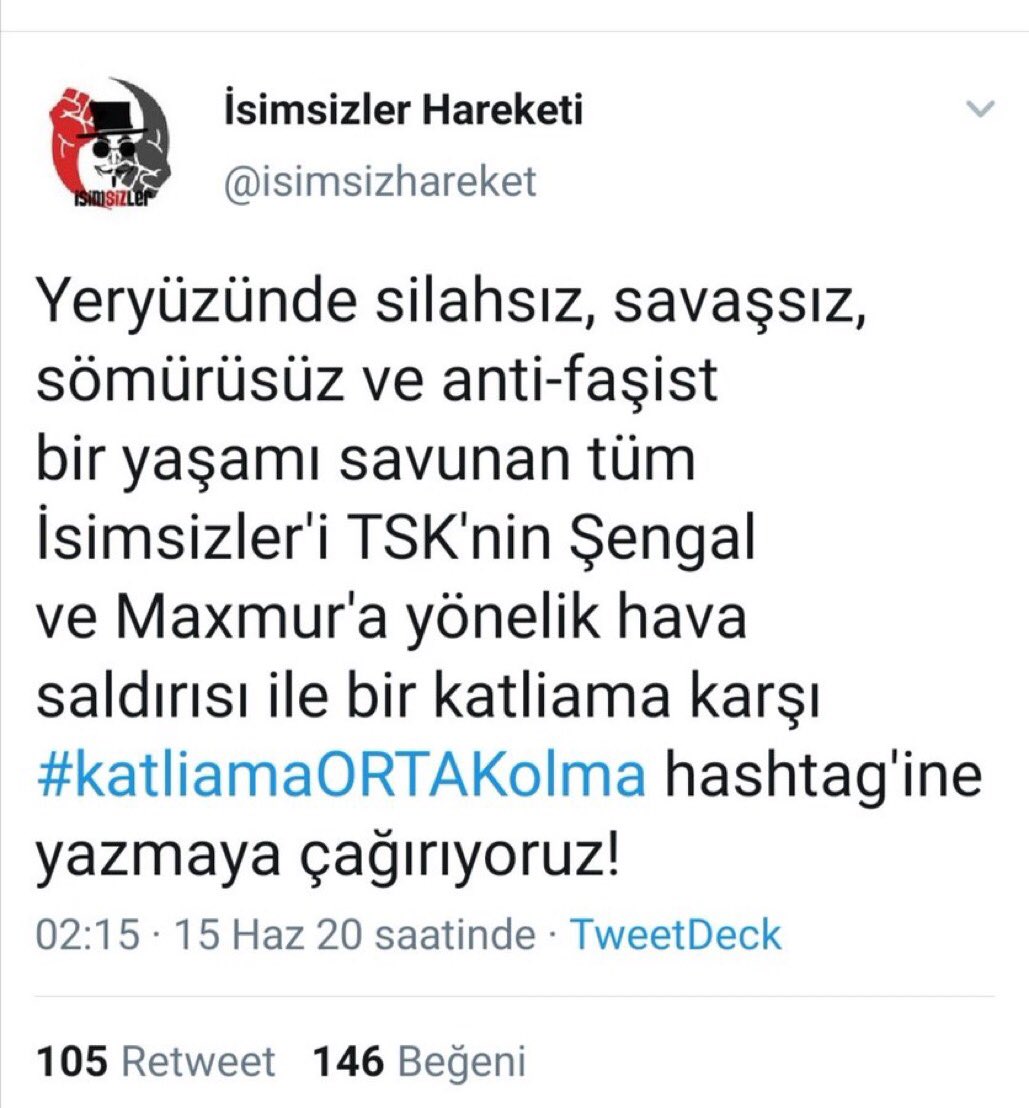 İsimsizler Hareketi
@isimsizhareket
isimsizler
Yeryüzünde silahsız, savaşsız,
sömürüsüz ve anti-faşist
bir yaşamı savunan tüm
İsimsizler'i TSK'nin Şengal
ve Maxmur'a yönelik hava
saldırısı ile bir katliama karşı
#katliamaORTAKolma hashtag'ine
yazmaya çağırıyoruz!
02:15 · 15 Haz 20 saatinde · TweetDeck
105 Retweet 146 Beğeni